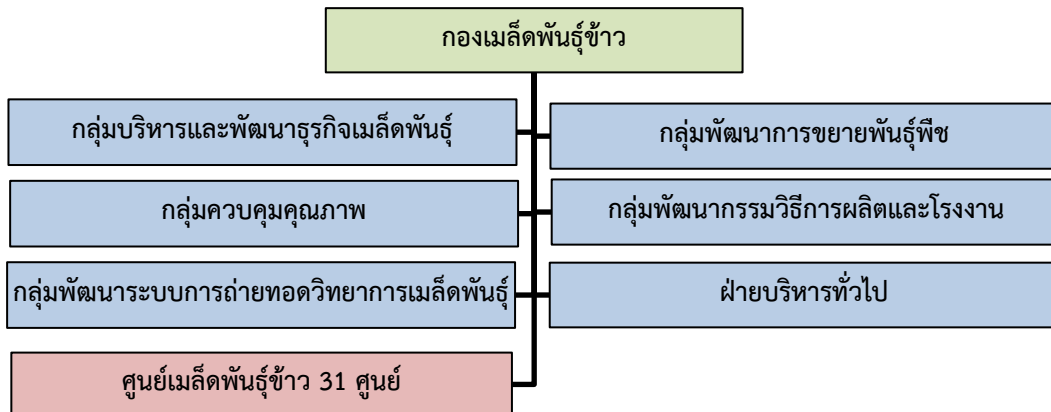 กองเมล็ดพันธุ์ข้าว
กลุ่มบริหารและพัฒนาธุรกิจเมล็ดพันธุ์
กลุ่มพัฒนาการขยายพันธุ์พืช
กลุ่มควบคุมคุณภาพ
กลุ่มพัฒนากรรมวิธีการผลิตและโรงงาน
กลุ่มพัฒนาระบบการถ่ายทอดวิทยาการเมล็ดพันธุ์
ฝ่ายบริหารทั่วไป
ศูนย์เมล็ดพันธุ์ข้าว 31 ศูนย์